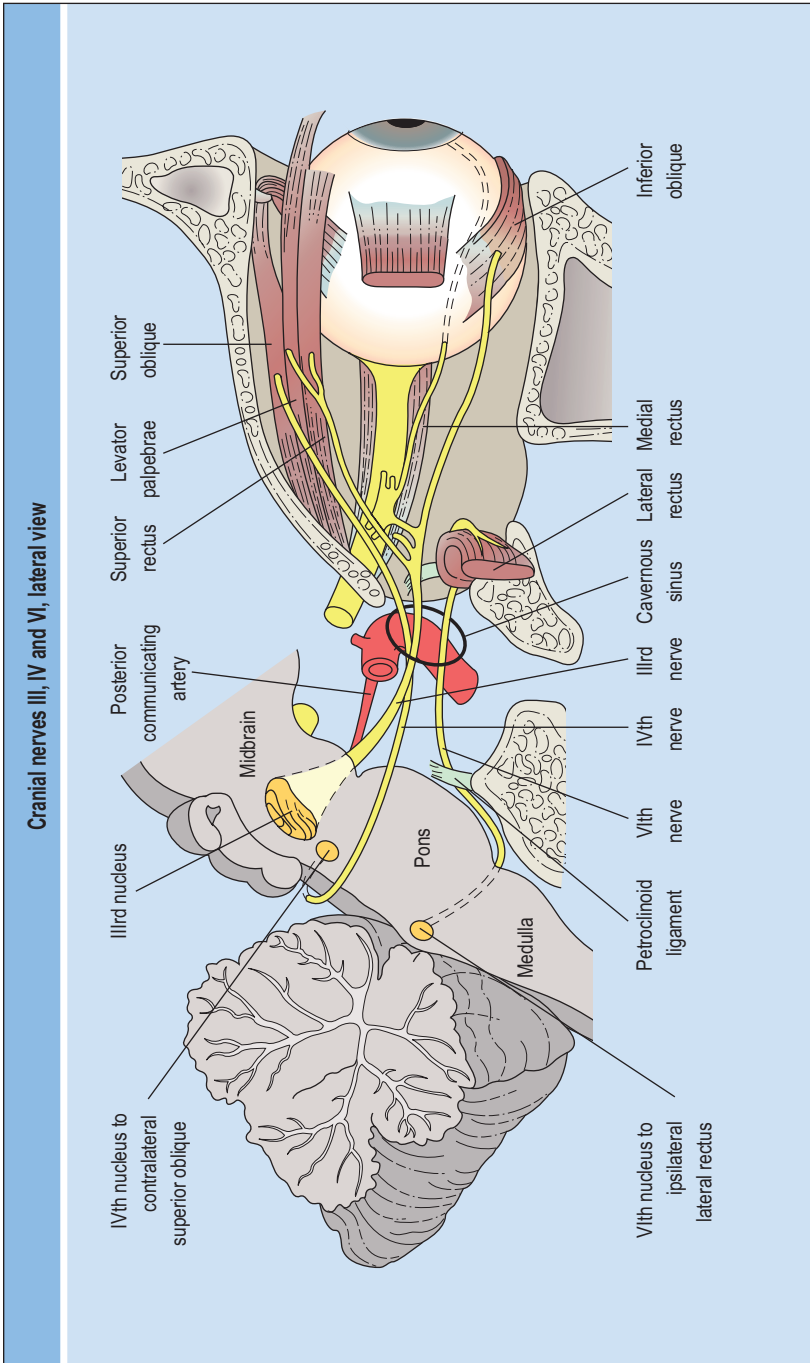 Cranial nerves III, IV and VI, lateral view
IVth nucleus to
contralateral
superior oblique
IIIrd nucleus
Posterior
communicating
artery
Superior
rectus
Levator
palpebrae
Superior
oblique
Midbrain
Pons
Medulla
VIth nucleus to
ipsilateral
lateral rectus
Petroclinoid
ligament
VIth
nerve
IVth
nerve
IIIrd
nerve
Cavernous
sinus
Lateral
rectus
Medial
rectus
Inferior
oblique